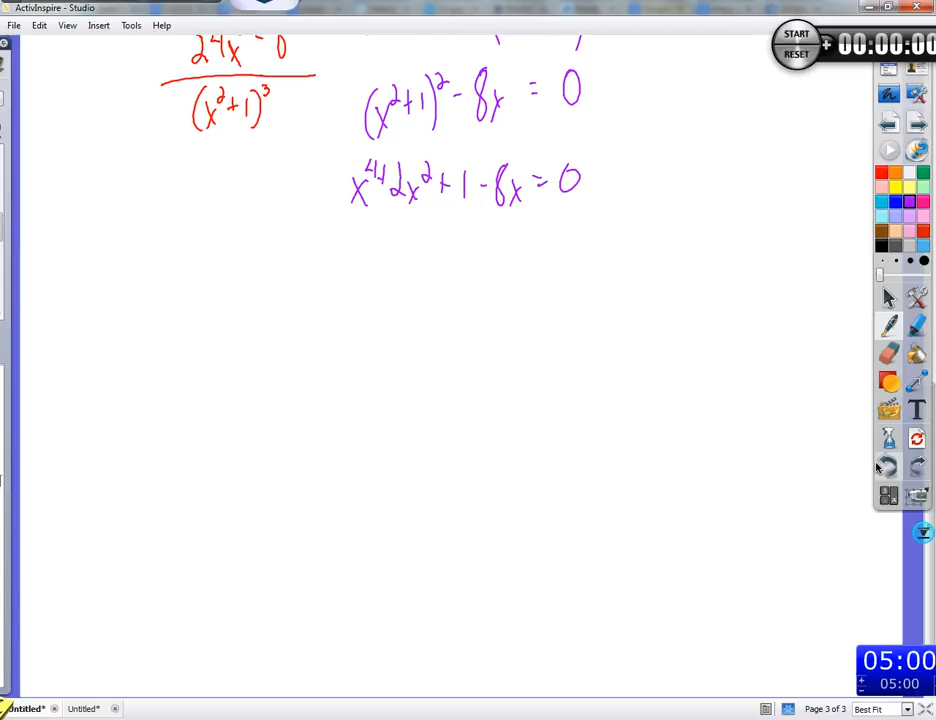 ActivInspire - Studio
File Edit View Insert Tools Help
START
RESET
+ 00:00:00
24x - 0
(x²+1)³
(x²+1)² - 8x = 0
x⁴+2x²+1-8x=0
T
05:00
05:00
Untitled* Untitled* Page 3 of 3 Best Fit